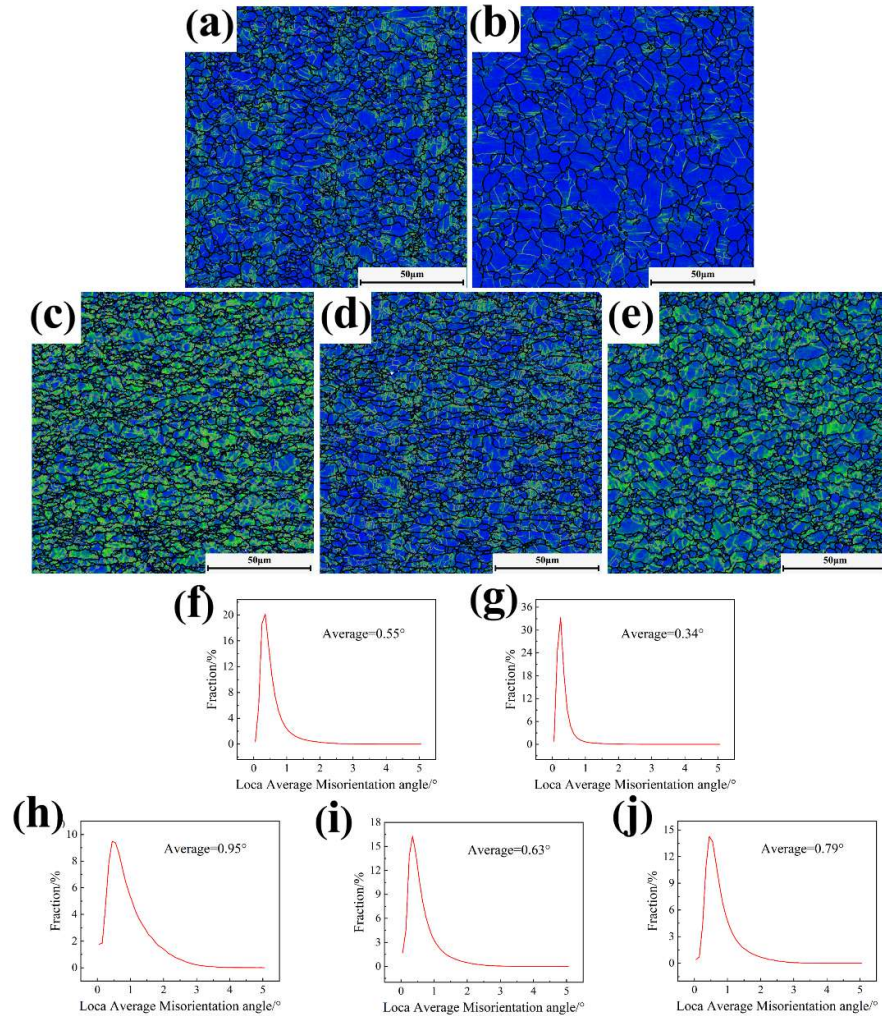 (a)
(b)
50μm
50μm
(c)
(d)
(e)
50μm
50μm
50μm
(f)
(g)
20
16
12
8
4
0
Fraction/%
Average=0.55°
0 1 2 3 4 5
Loca Average Misorientation angle/°
36
30
24
18
12
6
0
Fraction/%
Average=0.34°
0 1 2 3 4 5
Loca Average Misorientation angle/°
(h)
(i)
(j)
10
8
6
4
2
0
Fraction/%
Average=0.95°
0 1 2 3 4 5
Loca Average Misorientation angle/°
18
15
12
9
6
3
0
Fraction/%
Average=0.63°
0 1 2 3 4 5
Loca Average Misorientation angle/°
15
12
9
6
3
0
Fraction/%
Average=0.79°
0 1 2 3 4 5
Loca Average Misorientation angle/°